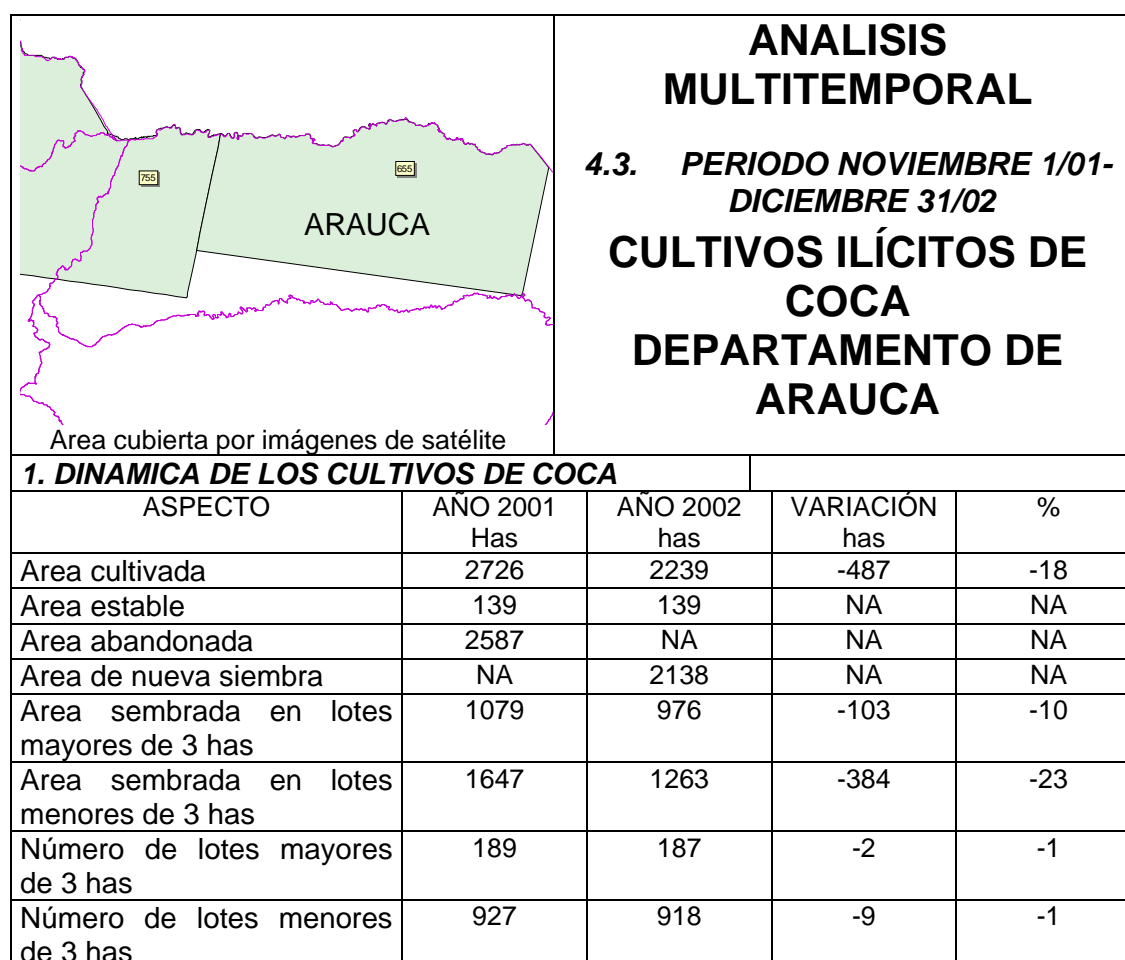 755
655
ARAUCA
Area cubierta por imágenes de satélite
ANALISIS
MULTITEMPORAL
4.3. PERIODO NOVIEMBRE 1/01-
DICIEMBRE 31/02
CULTIVOS ILÍCITOS DE
COCA
DEPARTAMENTO DE
ARAUCA
1. DINAMICA DE LOS CULTIVOS DE COCA
ASPECTO AÑO 2001 AÑO 2002 VARIACIÓN %
Has has has
Area cultivada 2726 2239 -487 -18
Area estable 139 139 NA NA
Area abandonada 2587 NA NA NA
Area de nueva siembra NA 2138 NA NA
Area sembrada en lotes 1079 976 -103 -10
mayores de 3 has
Area sembrada en lotes 1647 1263 -384 -23
menores de 3 has
Número de lotes mayores 189 187 -2 -1
de 3 has
Número de lotes menores 927 918 -9 -1
de 3 has